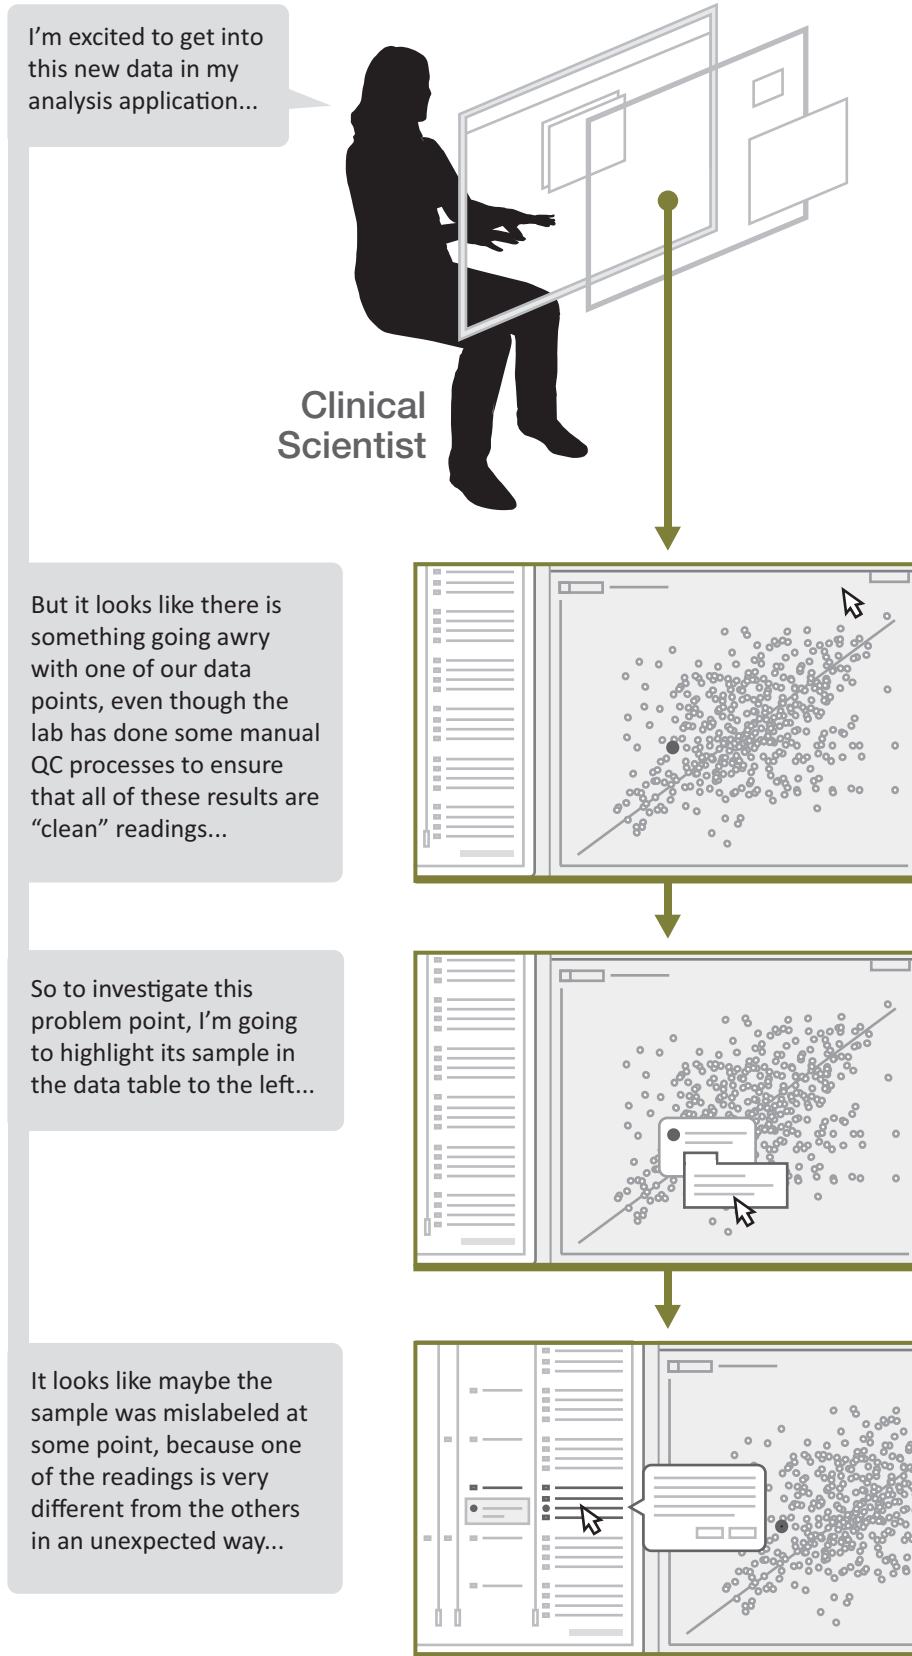 I’m excited to get into
this new data in my
analysis application...
Clinical
Scientist
But it looks like there is
something going awry
with one of our data
points, even though the
lab has done some manual
QC processes to ensure
that all of these results are
“clean” readings...
So to investigate this
problem point, I’m going
to highlight its sample in
the data table to the left...
It looks like maybe the
sample was mislabeled at
some point, because one
of the readings is very
different from the others
in an unexpected way...